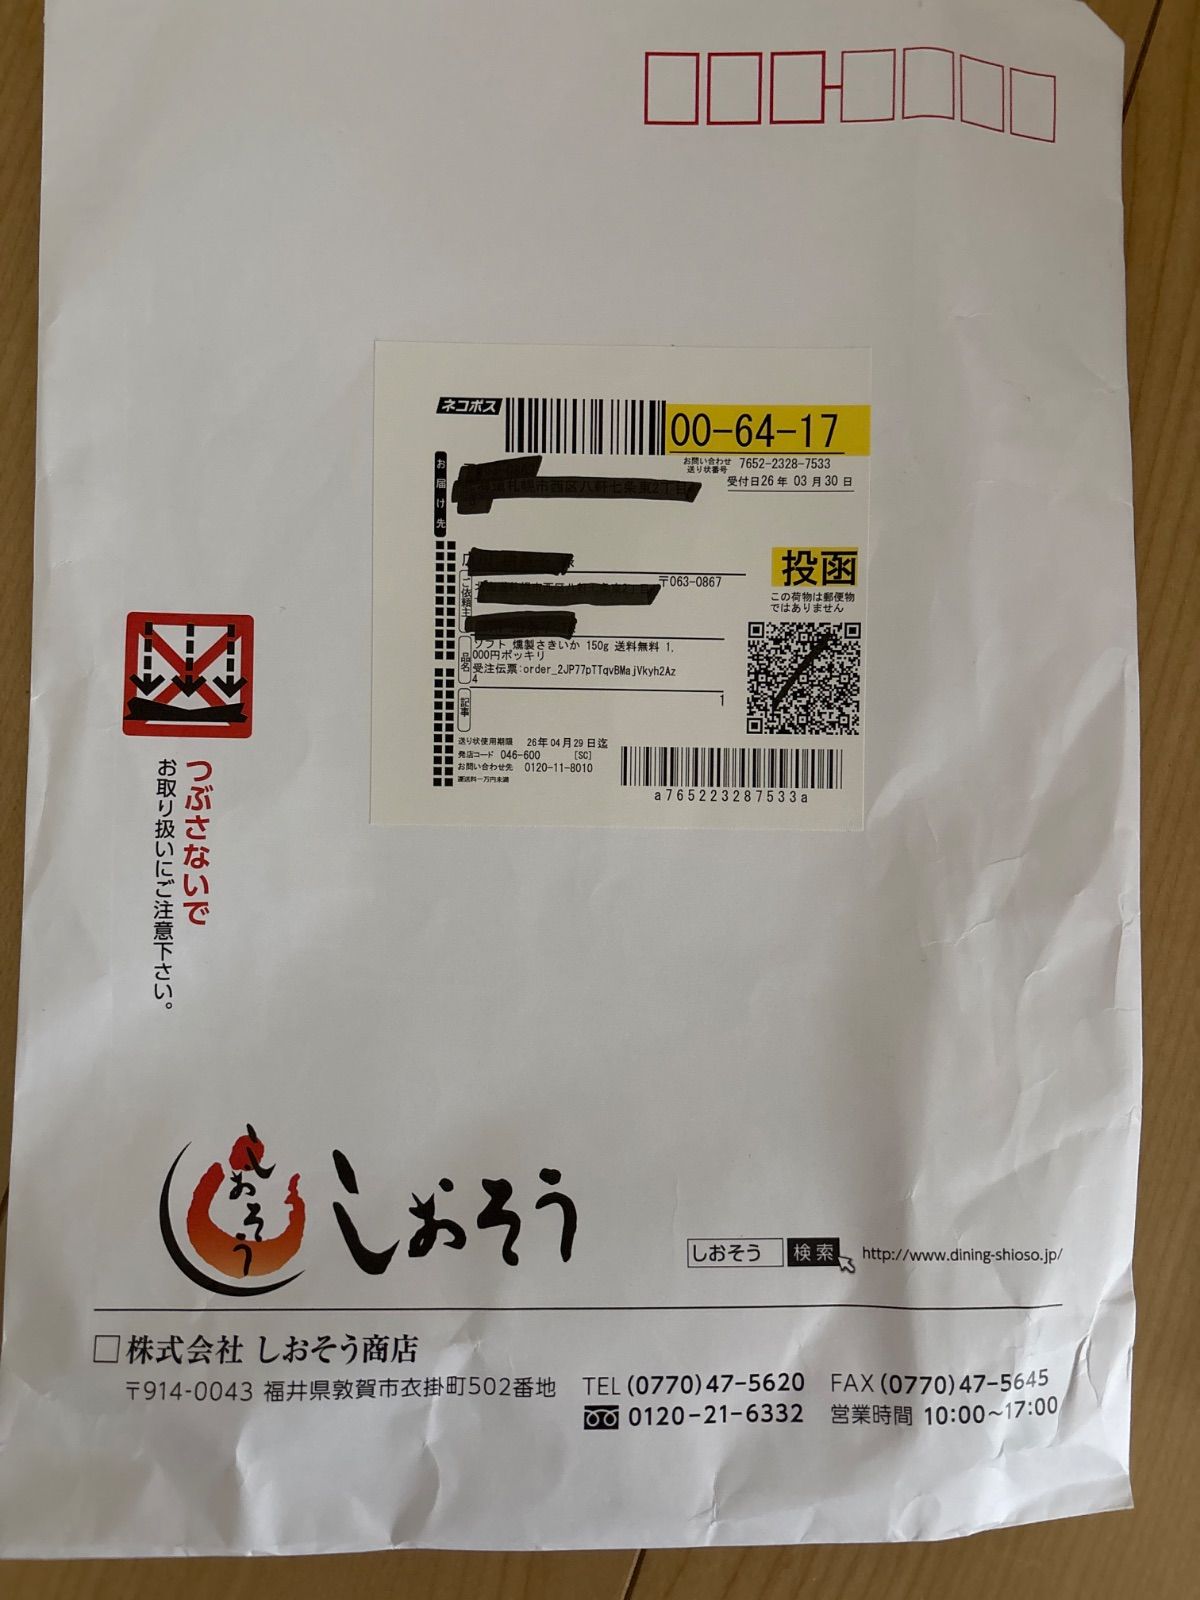 ネコポス
00-64-17
お問い合わせ
送り状番号 7652-2328-7533
受付日26年 03月30日
お届け先
投函
この荷物は郵便物
ではありません
ご依頼主
〒063-0867
品名
ソフト 燻製さきいか 150g 送料無料 1,
000円ポッキリ
受注伝票:order_2JP77pTTqvBMajVkyh2Az
4
記事
1
送り状使用期限 26年04月29日迄
発店コード 046-600 [SC]
お問い合わせ先 0120-11-8010
運送料一万円未満
a765223287533a
つぶさないで
お取り扱いにご注意下さい。
しおそう
しおそう
しおそう 検索 http://www.dining-shioso.jp/
株式会社 しおそう商店
〒914-0043 福井県敦賀市衣掛町502番地 TEL (0770)47-5620 FAX (0770)47-5645
0120-21-6332 営業時間 10:00~17:00